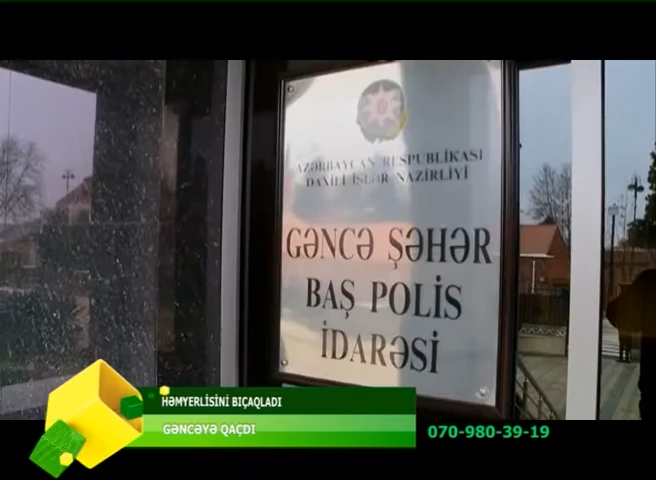 AZƏRBAYCAN RESPUBLİKASI
DAXİLİ İŞLƏR NAZİRLİYİ
GƏNCƏ ŞƏHƏR
BAŞ POLİS
İDARƏSİ
HƏMYERLİSİNİ BIÇAQLADI
GƏNCƏYƏ QAÇDI
070-980-39-19